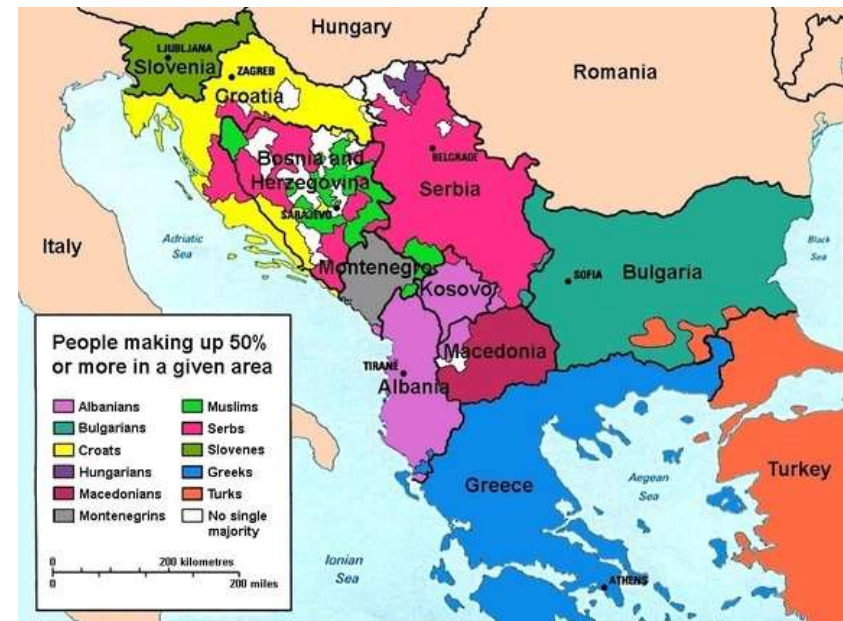 Hungary
LJUBLJANA
Slovenia
ZAGREB
Croatia
Romania
Bosnia and
Herzegovina
SARAJEVO
BELGRADE
Serbia
Italy
Adriatic
Sea
Montenegro
Kosovo
SOFIA
Bulgaria
Black
Sea
Macedonia
TIRANE
Albania
Greece
Aegean
Sea
Turkey
Ionian
Sea
ATHENS
People making up 50%
or more in a given area
Albanians
Bulgarians
Croats
Hungarians
Macedonians
Montenegrins
Muslims
Serbs
Slovenes
Greeks
Turks
No single
majority
0 200 kilometres
0 200 miles